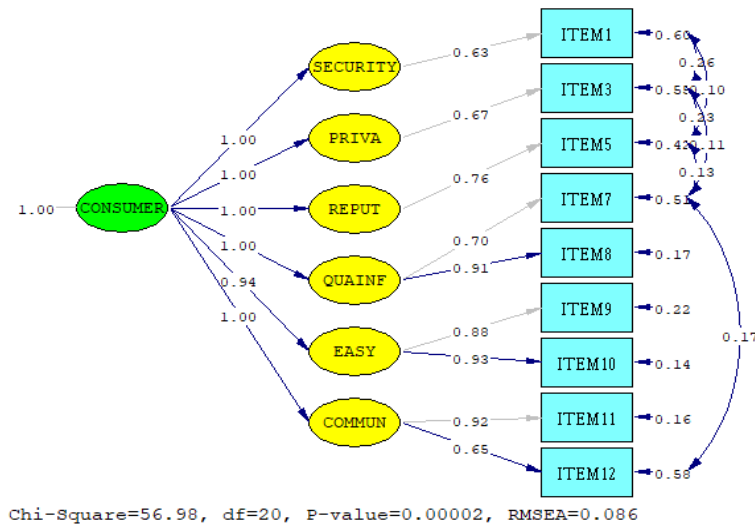 ITEM1
0.60
SECURITY
0.63
0.26
ITEM3
0.55
0.10
0.67
0.23
1.00
PRIVA
ITEM5
0.42
0.11
1.00
0.76
0.13
1.00
CONSUMER
1.00
REPUT
ITEM7
0.51
1.00
0.70
0.94
QUAINF
0.91
ITEM8
0.17
1.00
ITEM9
0.22
0.88
0.17
EASY
0.93
ITEM10
0.14
COMMUN
0.92
ITEM11
0.16
0.65
ITEM12
0.58
Chi-Square=56.98, df=20, P-value=0.00002, RMSEA=0.086